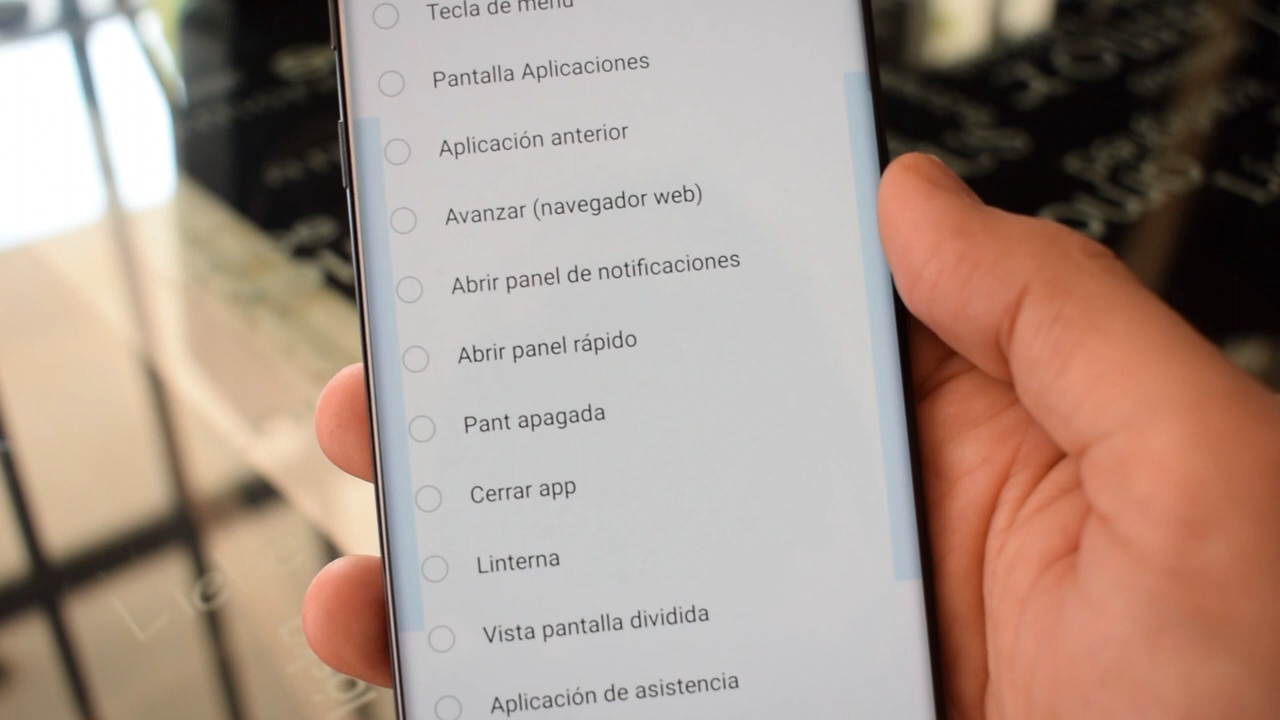 Tecla de menú
Pantalla Aplicaciones
Aplicación anterior
Avanzar (navegador web)
Abrir panel de notificaciones
Abrir panel rápido
Pant apagada
Cerrar app
Linterna
Vista pantalla dividida
Aplicación de asistencia